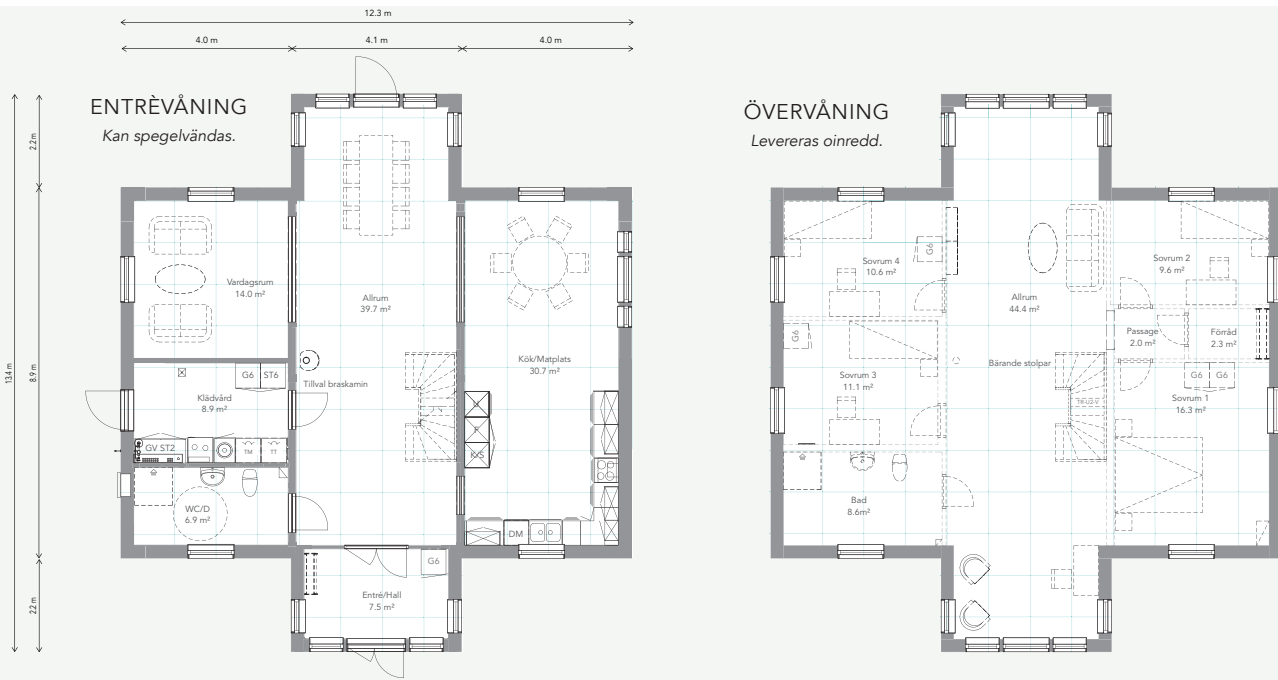 12.3 m
4.0 m 4.1 m 4.0 m
ENTRÈVÅNING
Kan spegelvändas.
13.4 m
2.2m
8.9 m
2.2 m
Vardagsrum
14.0 m²
Allrum
39.7 m²
Kök/Matplats
30.7 m²
Tillval braskamin
G6 ST6
Klädvård
8.9 m²
GV ST2
TM
TT
WC/D
6.9 m²
K/S
DM
G6
Entré/Hall
7.5 m²
ÖVERVÅNING
Levereras oinredd.
Sovrum 4
10.6 m²
G6
Sovrum 2
9.6 m²
Allrum
44.4 m²
G6
Passage
2.0 m²
Förråd
2.3 m²
Bärande stolpar
Sovrum 3
11.1 m²
G6 G6
Sovrum 1
16.3 m²
Bad
8.6m²